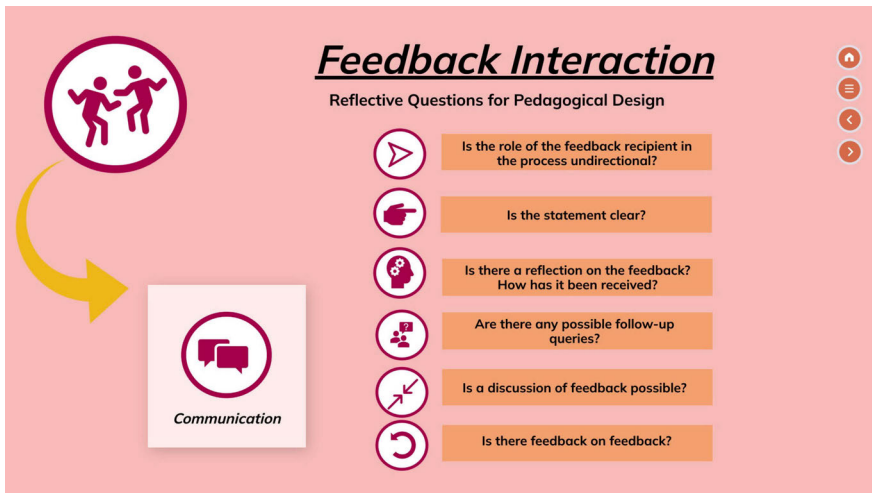 Feedback Interaction
Reflective Questions for Pedagogical Design
Is the role of the feedback recipient in
the process undirectional?
Is the statement clear?
Is there a reflection on the feedback?
How has it been received?
?
Are there any possible follow-up
queries?
Is a discussion of feedback possible?
Is there feedback on feedback?
Communication